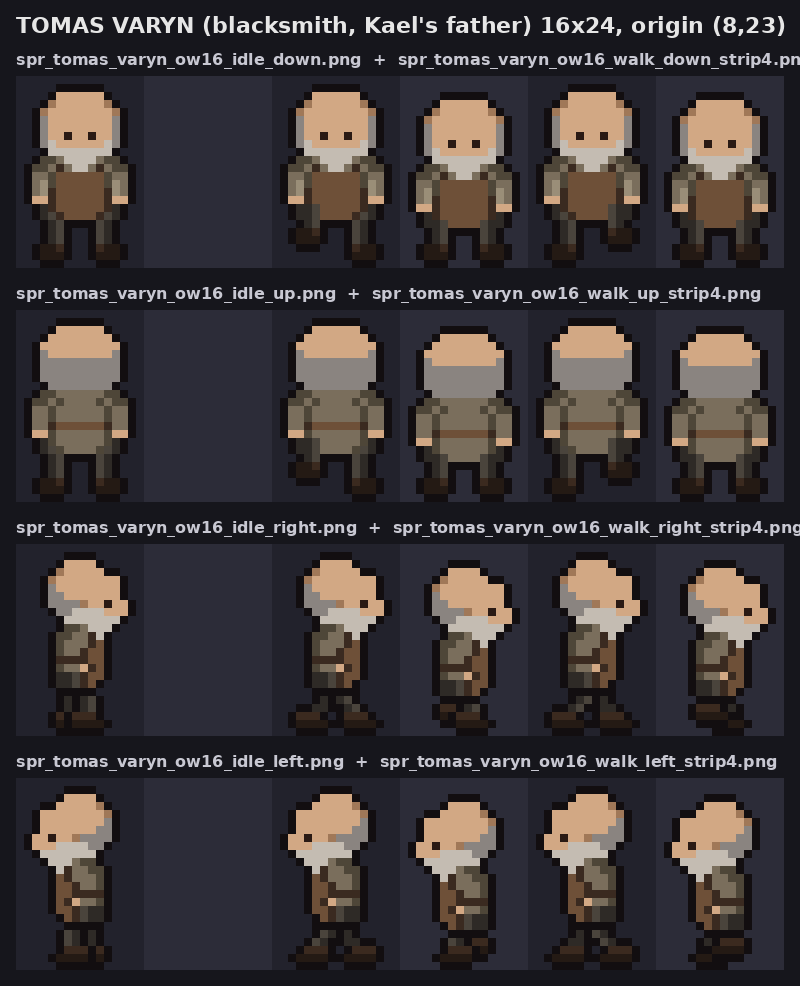 TOMAS VARYN (blacksmith, Kael's father) 16x24, origin (8,23)
spr_tomas_varyn_ow16_idle_down.png + spr_tomas_varyn_ow16_walk_down_strip4.pn
spr_tomas_varyn_ow16_idle_up.png + spr_tomas_varyn_ow16_walk_up_strip4.png
spr_tomas_varyn_ow16_idle_right.png + spr_tomas_varyn_ow16_walk_right_strip4.png
spr_tomas_varyn_ow16_idle_left.png + spr_tomas_varyn_ow16_walk_left_strip4.png